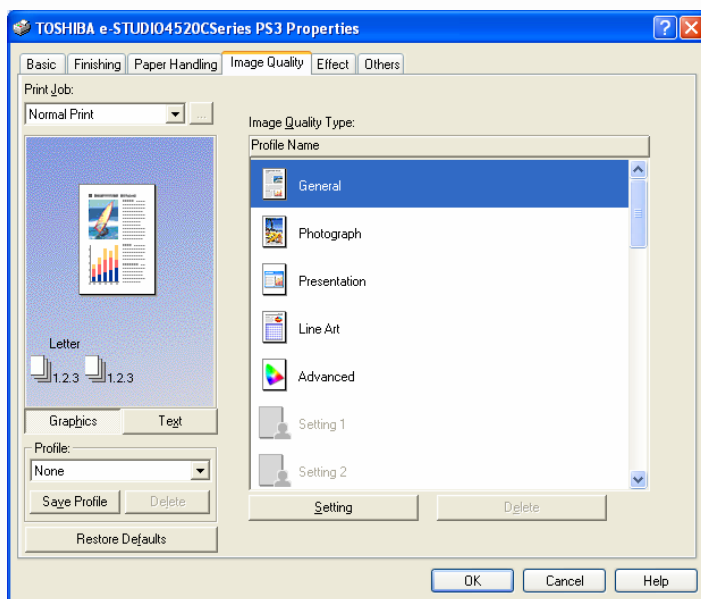 TOSHIBA e-STUDIO4520CSeries PS3 Properties
Basic Finishing Paper Handling Image Quality Effect Others
Print Job:
Normal Print
...
Letter
1.2.3 1.2.3
Graphics Text
Profile:
None
Save Profile Delete
Restore Defaults
Image Quality Type:
Profile Name
General
Photograph
Presentation
Line Art
Advanced
Setting 1
Setting 2
Setting Delete
OK Cancel Help